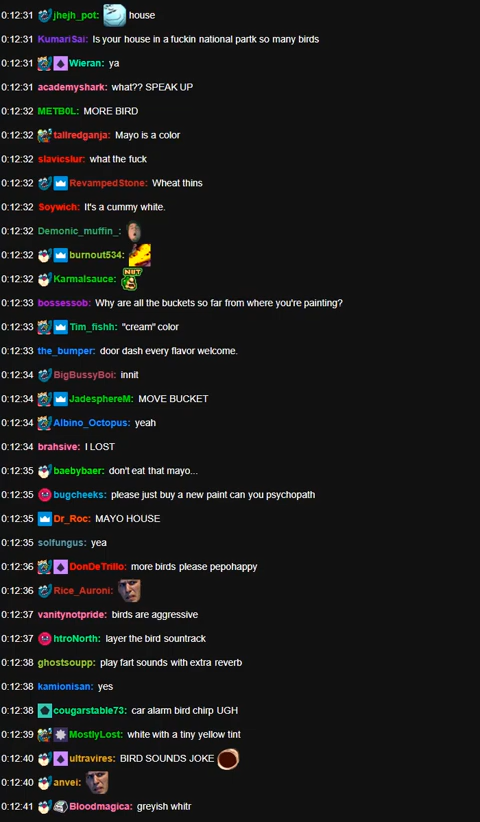 0:12:31 jhejh_pot: house
0:12:31 KumariSai: Is your house in a fuckin national partk so many birds
0:12:31 Wieran: ya
0:12:31 academyshark: what?? SPEAK UP
0:12:32 METB0L: MORE BIRD
0:12:32 tallredganja: Mayo is a color
0:12:32 slavicslur: what the fuck
0:12:32 RevampedStone: Wheat thins
0:12:32 Soywich: It's a cummy white.
0:12:32 Demonic_muffin_:
0:12:32 burnout534:
0:12:32 Karmalsauce:
0:12:33 bossessob: Why are all the buckets so far from where you're painting?
0:12:33 Tim_fishh: "cream" color
0:12:33 the_bumper: door dash every flavor welcome.
0:12:34 BigBussyBoi: innit
0:12:34 JadesphereM: MOVE BUCKET
0:12:34 Albino_Octopus: yeah
0:12:34 brahsive: I LOST
0:12:35 baebybaer: don't eat that mayo...
0:12:35 bugcheeks: please just buy a new paint can you psychopath
0:12:35 Dr_Roc: MAYO HOUSE
0:12:35 solfungus: yea
0:12:36 DonDeTrillo: more birds please pepohappy
0:12:36 Rice_Auroni:
0:12:37 vanitynotpride: birds are aggressive
0:12:37 htroNorth: layer the bird sountrack
0:12:38 ghostsoupp: play fart sounds with extra reverb
0:12:38 kamionisan: yes
0:12:38 cougarstable73: car alarm bird chirp UGH
0:12:39 MostlyLost: white with a tiny yellow tint
0:12:40 ultravires: BIRD SOUNDS JOKE
0:12:40 anvei:
0:12:41 Bloodmagica: greyish whitr